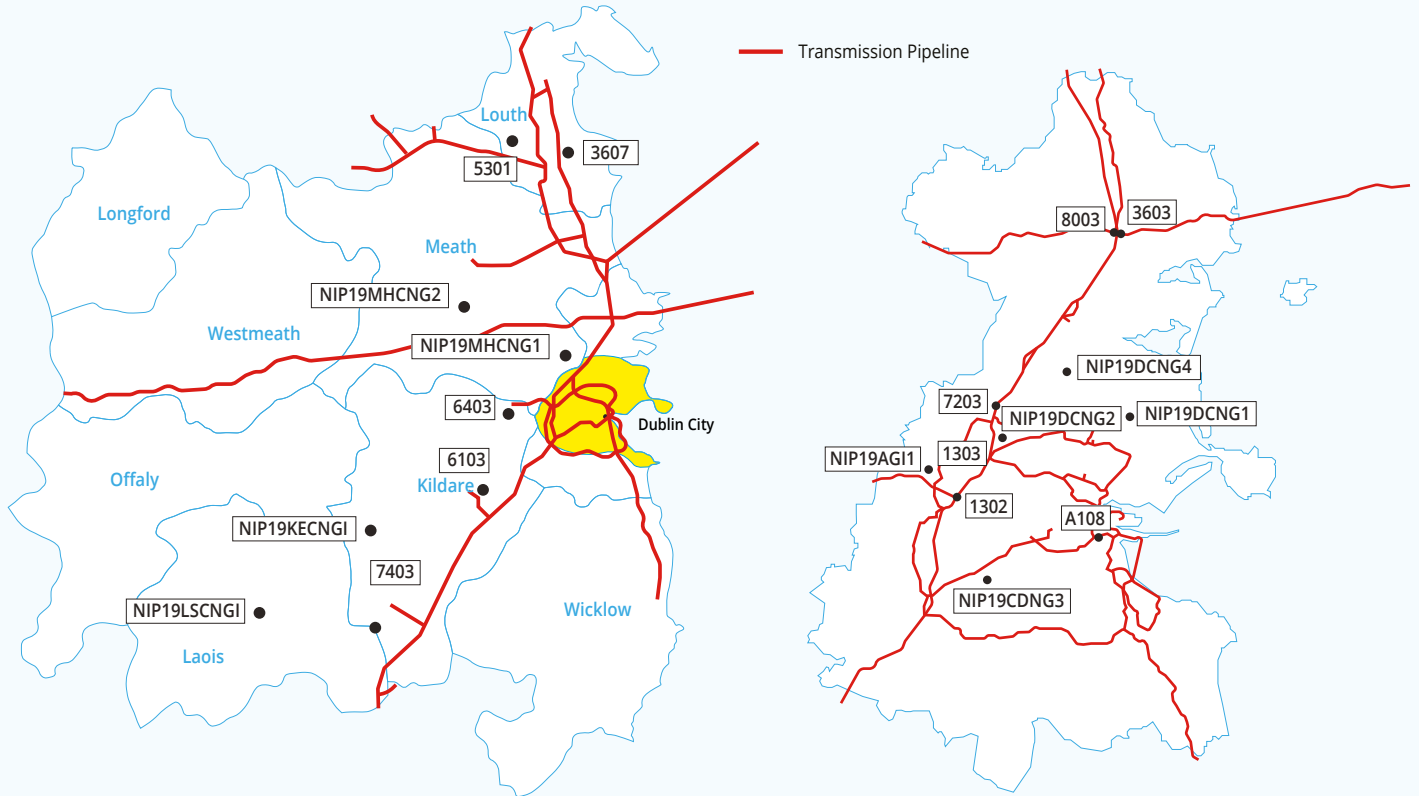 Transmission Pipeline
Louth
5301
3607
Longford
Meath
NIP19MHCNG2
Westmeath
NIP19MHCNG1
6403
Dublin City
6103
Kildare
Offaly
NIP19KECNGI
7403
NIP19LSCNGI
Wicklow
Laois
8003
3603
NIP19DCNG4
7203
NIP19DCNG2
NIP19DCNG1
1303
NIP19AGI1
1302
A108
NIP19CDNG3